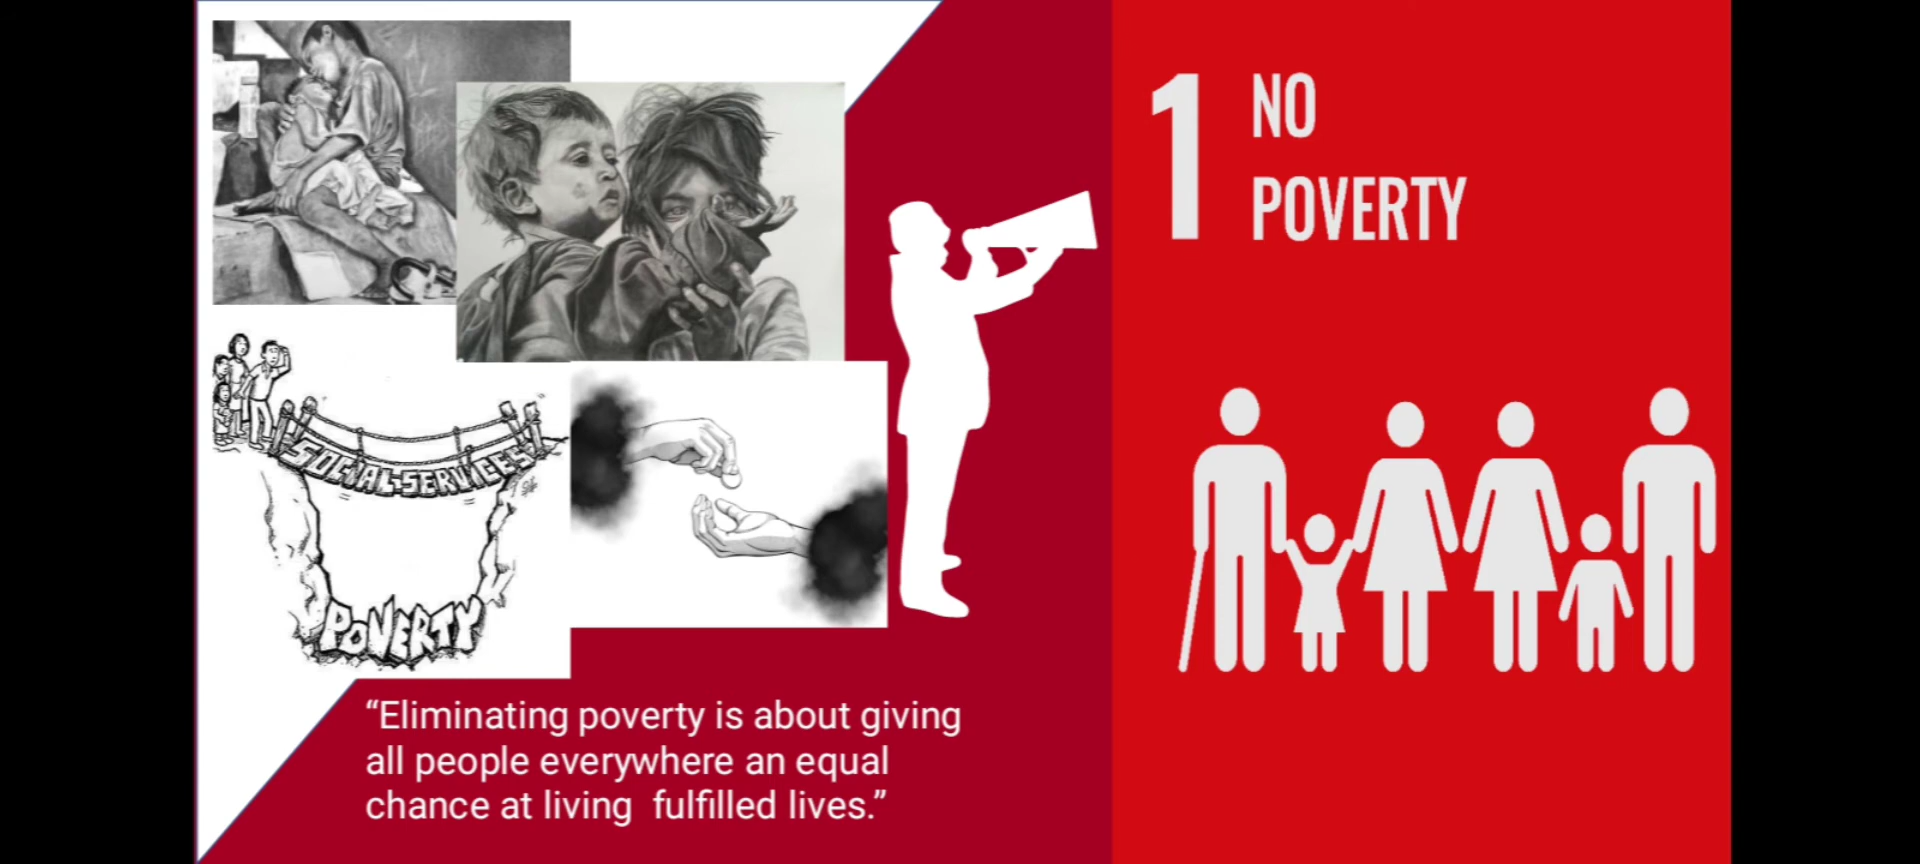 1 NO
POVERTY
SOCIAL SERVICES
POVERTY
“Eliminating poverty is about giving
all people everywhere an equal
chance at living  fulfilled lives.”